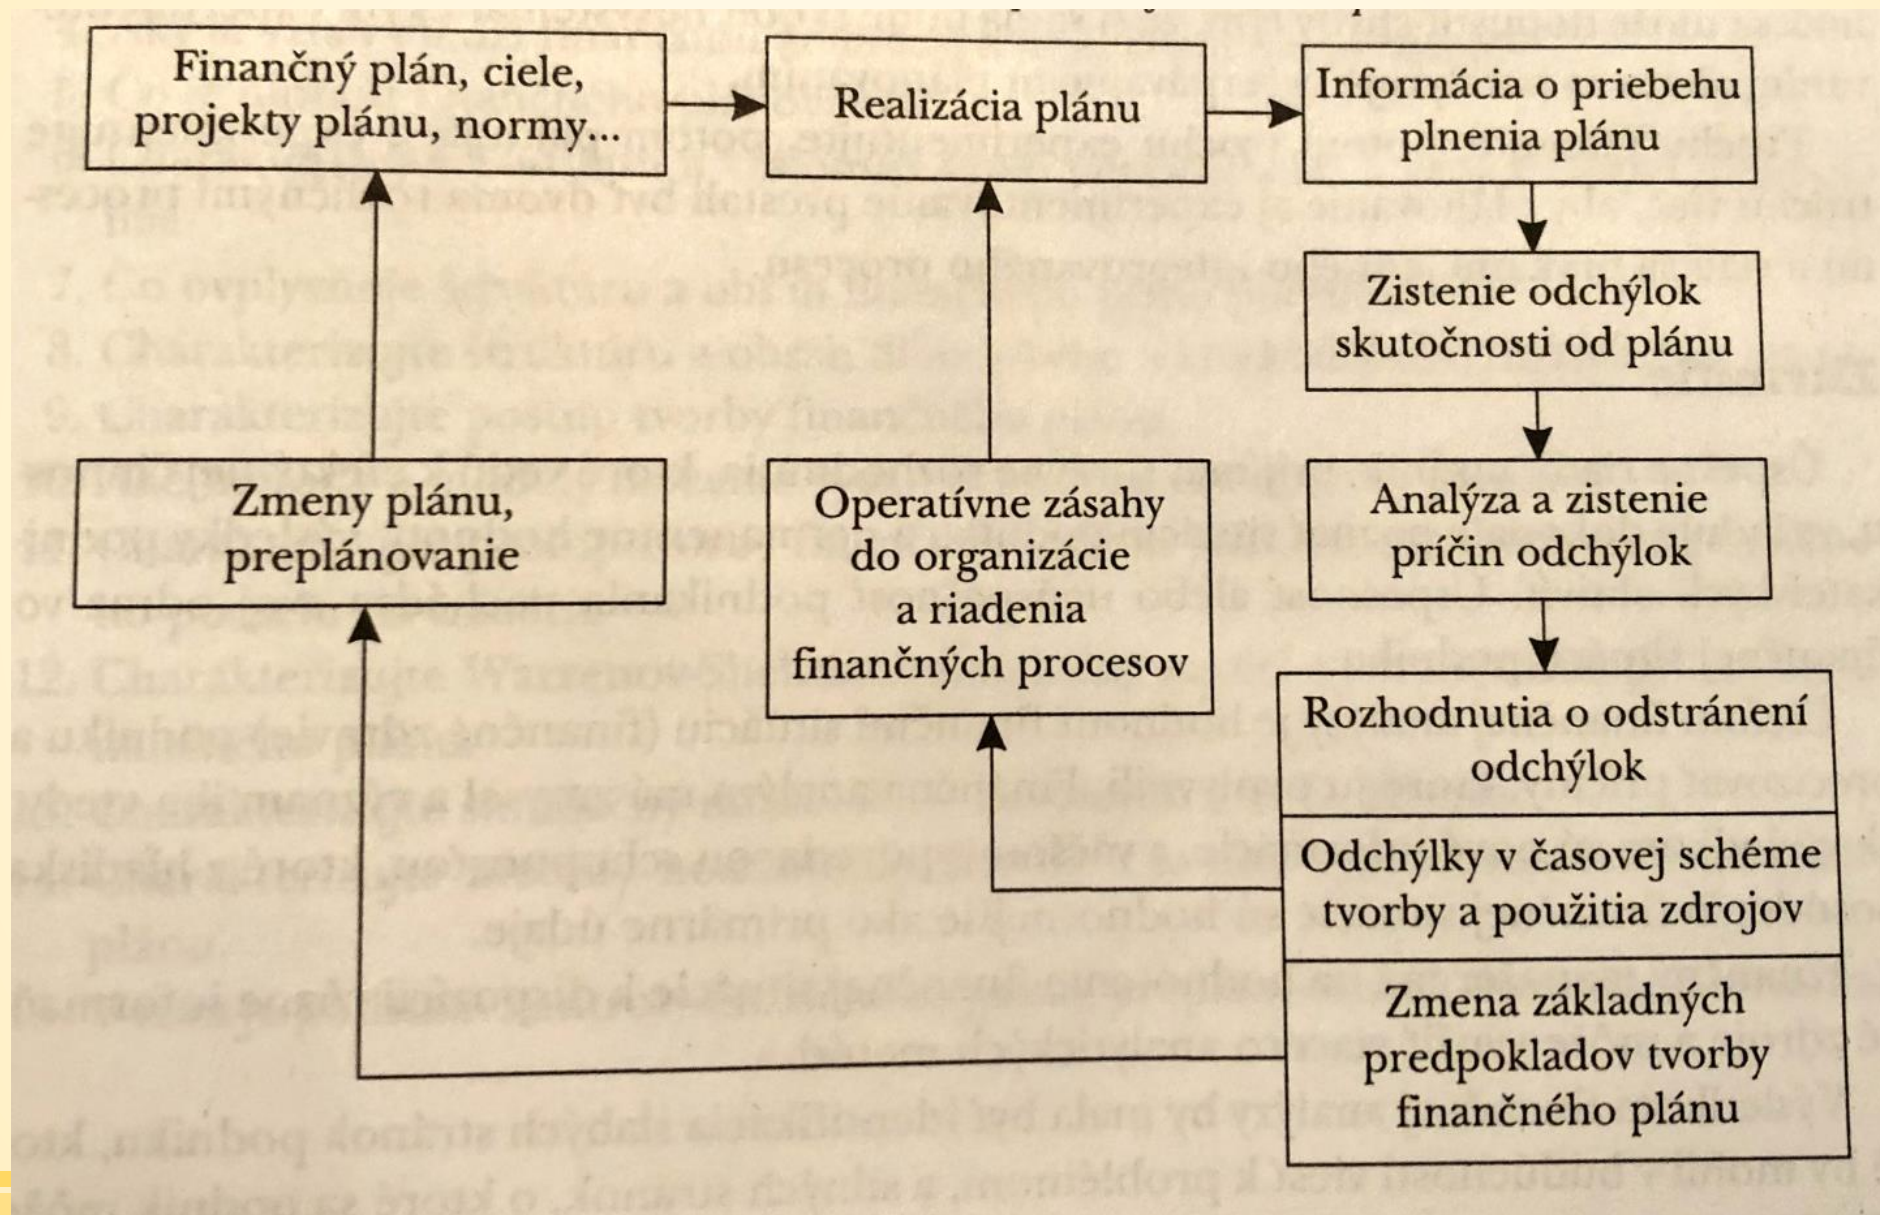 Finančný plán, ciele,
projekty plánu, normy...
Realizácia plánu
Informácia o priebehu
plnenia plánu
Zistenie odchýlok
skutočnosti od plánu
Analýza a zistenie
príčin odchýlok
Zmeny plánu,
preplánovanie
Operatívne zásahy
do organizácie
a riadenia
finančných procesov
Rozhodnutia o odstránení
odchýlok
Odchýlky v časovej schéme
tvorby a použitia zdrojov
Zmena základných
predpokladov tvorby
finančného plánu